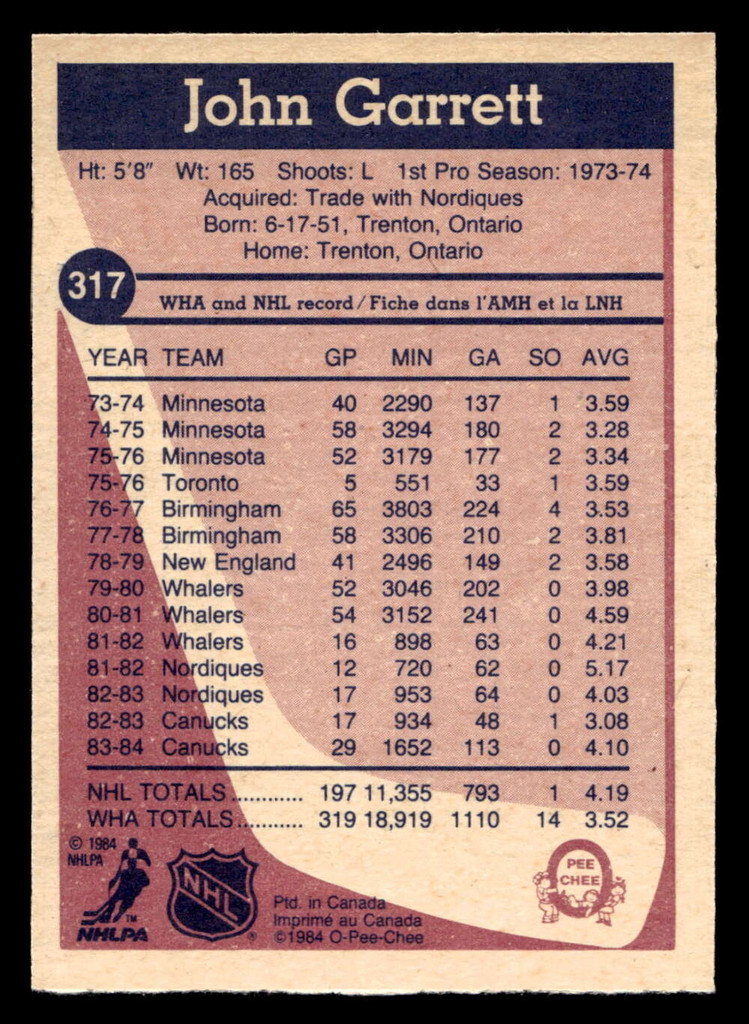 John Garrett
Ht: 5'8" Wt: 165 Shoots: L 1st Pro Season: 1973-74
Acquired: Trade with Nordiques
Born: 6-17-51, Trenton, Ontario
Home: Trenton, Ontario
317
WHA and NHL record / Fiche dans l'AMH et la LNH
YEAR TEAM GP MIN GA SO AVG
73-74 Minnesota 40 2290 137 1 3.59
74-75 Minnesota 58 3294 180 2 3.28
75-76 Minnesota 52 3179 177 2 3.34
75-76 Toronto 5 551 33 1 3.59
76-77 Birmingham 65 3803 224 4 3.53
77-78 Birmingham 58 3306 210 2 3.81
78-79 New England 41 2496 149 2 3.58
79-80 Whalers 52 3046 202 0 3.98
80-81 Whalers 54 3152 241 0 4.59
81-82 Whalers 16 898 63 0 4.21
81-82 Nordiques 12 720 62 0 5.17
82-83 Nordiques 17 953 64 0 4.03
82-83 Canucks 17 934 48 1 3.08
83-84 Canucks 29 1652 113 0 4.10
NHL TOTALS ............ 197 11,355 793 1 4.19
WHA TOTALS ........... 319 18,919 1110 14 3.52
© 1984
NHLPA
TM
NHLPA
NHL
®
Ptd. in Canada
Imprimé au Canada
©1984 O-Pee-Chee
PEE
CHEE